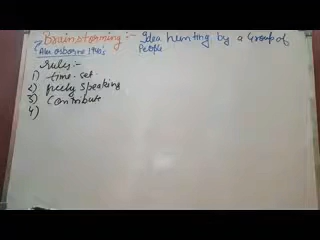 Brainstorming :- Idea hunting by a Group of
People
Alex osborne 1940's
rules:-
1) time-set
2) freely speaking
3) Contribute
4)